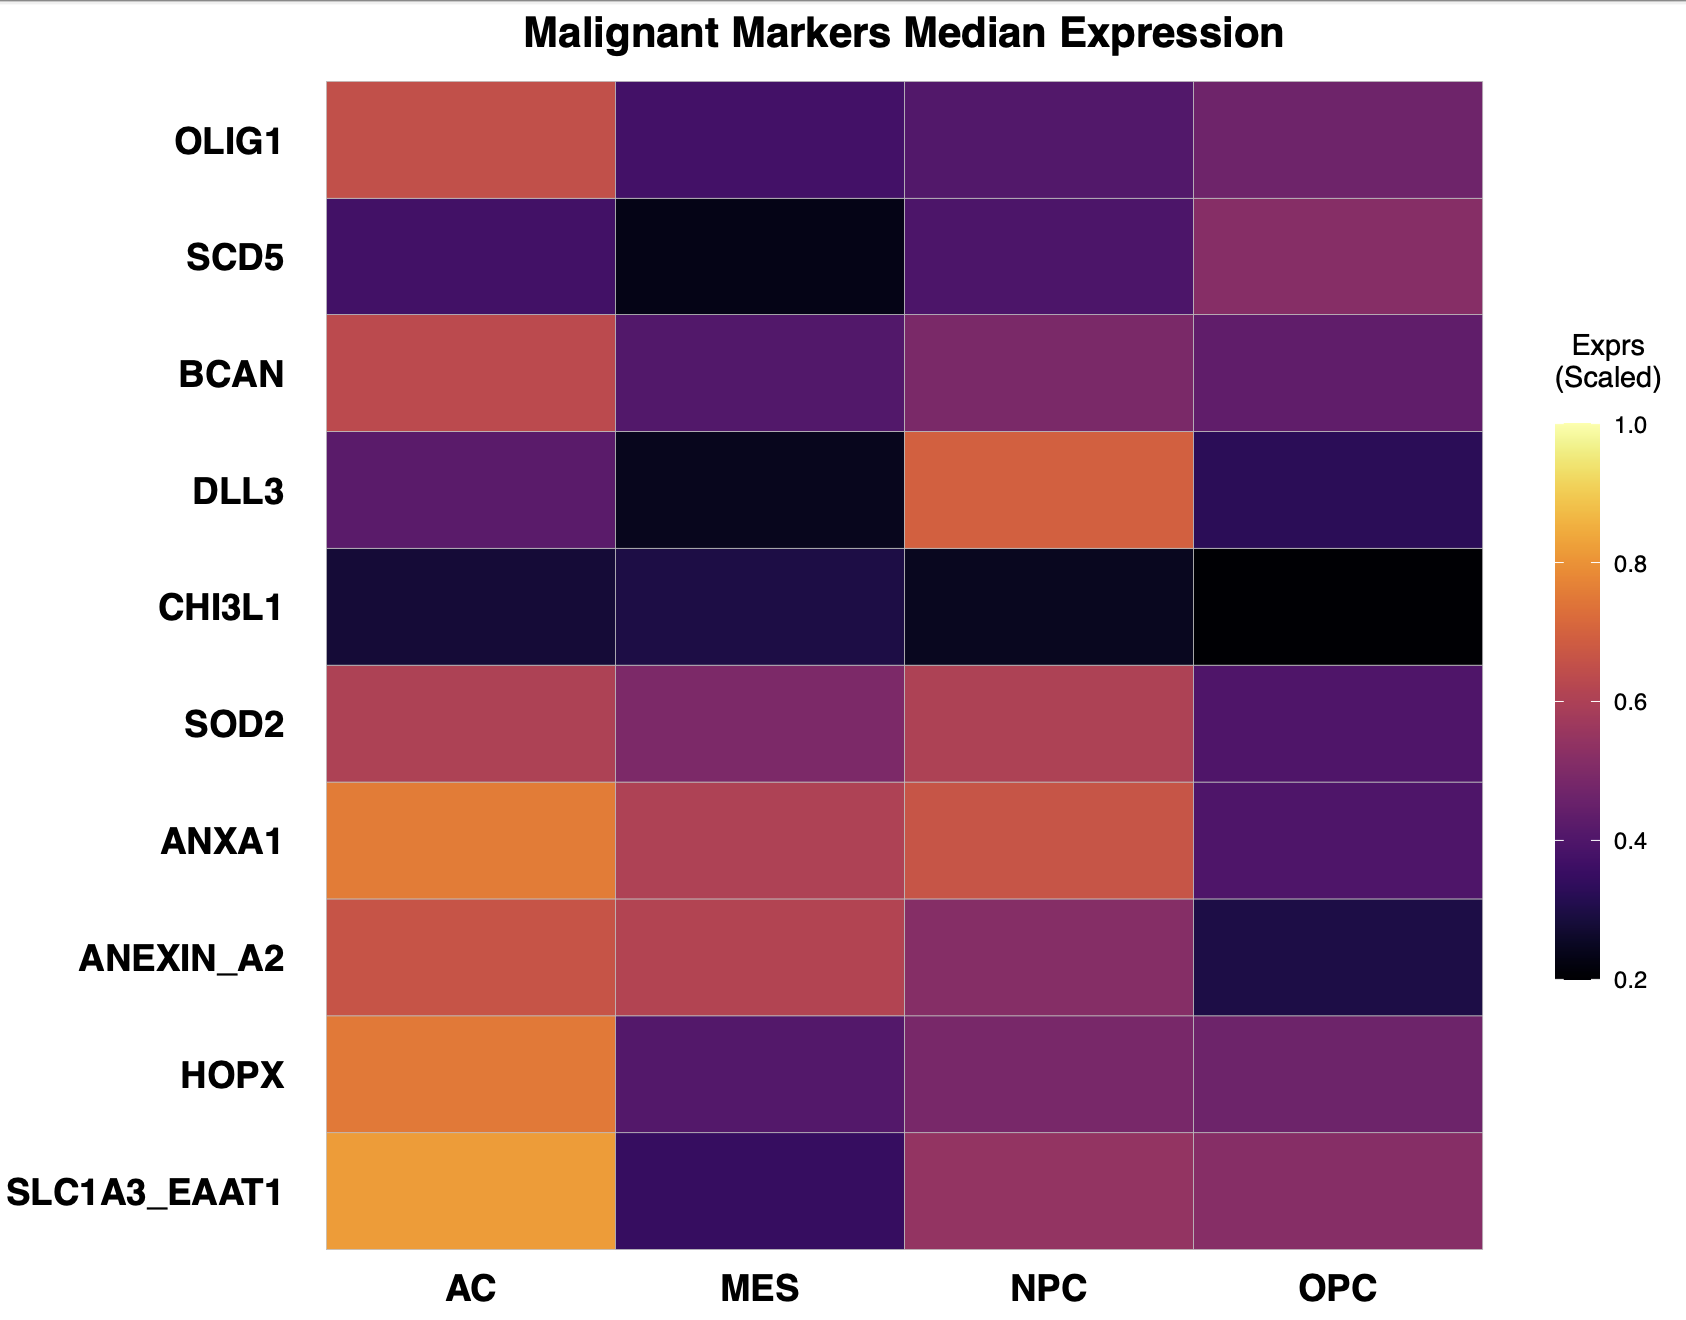 Malignant Markers Median Expression
OLIG1
SCD5
BCAN
DLL3
CHI3L1
SOD2
ANXA1
ANEXIN_A2
HOPX
SLC1A3_EAAT1
AC MES NPC OPC
Exprs
(Scaled)
1.0
0.8
0.6
0.4
0.2